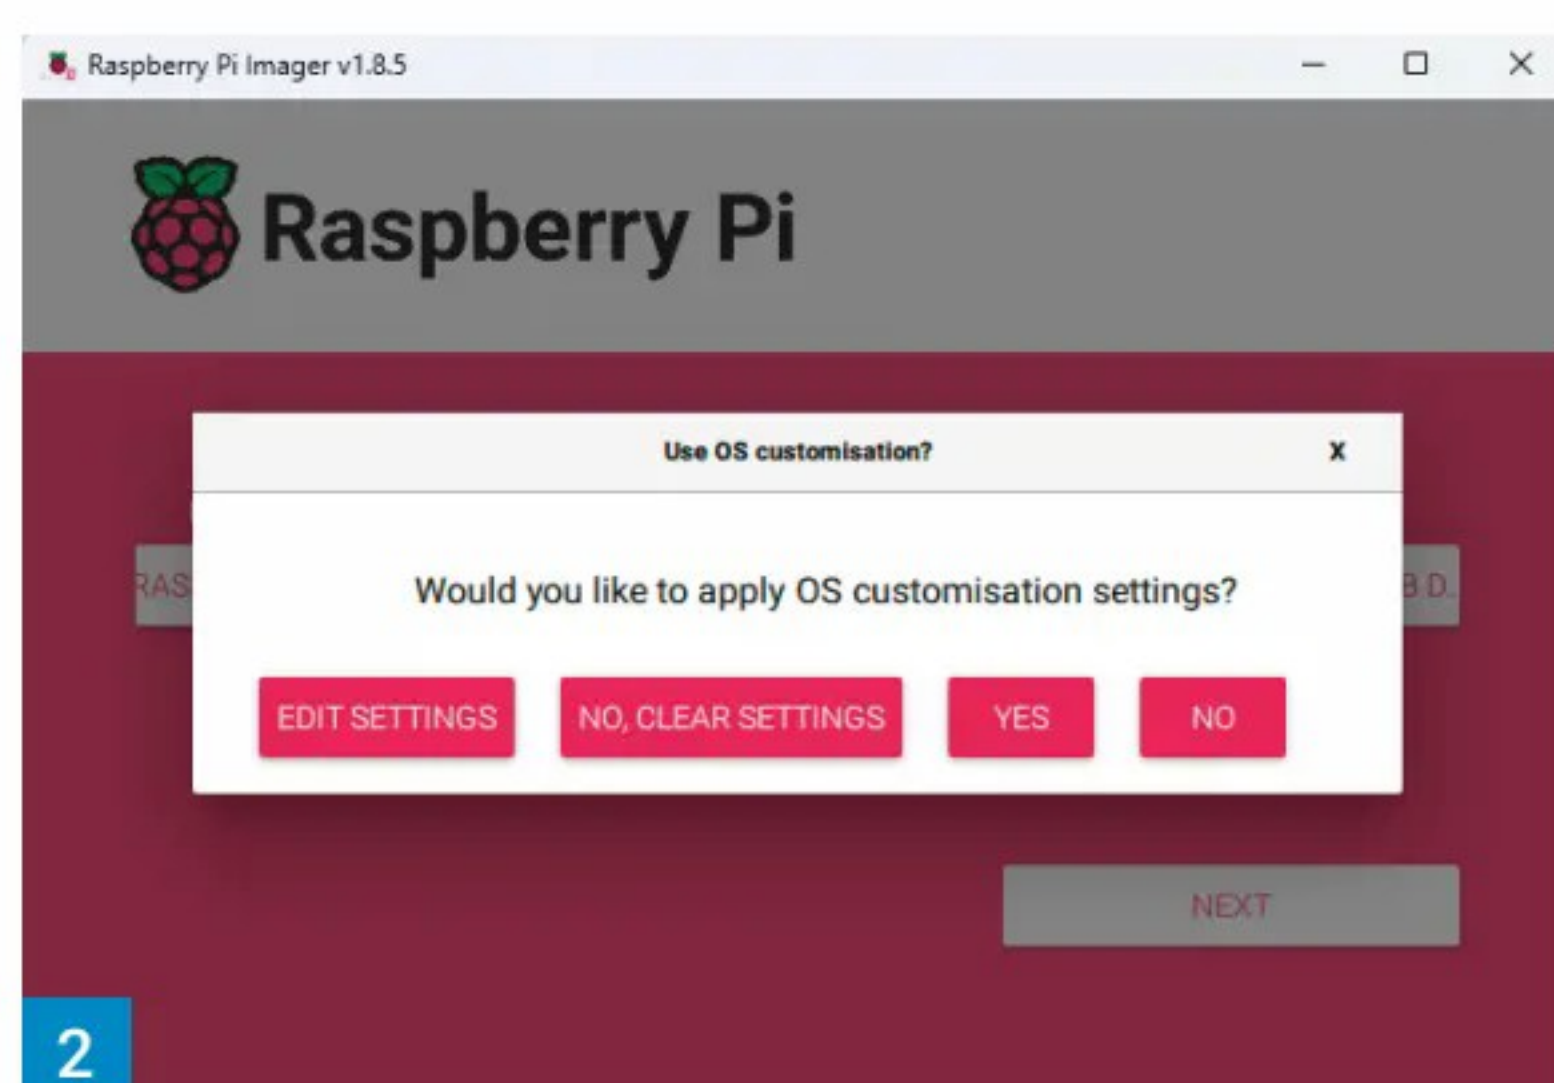 Raspberry Pi Imager v1.8.5
Raspberry Pi
Use OS customisation?
X
RAS
B D..
Would you like to apply OS customisation settings?
EDIT SETTINGS
NO, CLEAR SETTINGS
YES
NO
NEXT
2